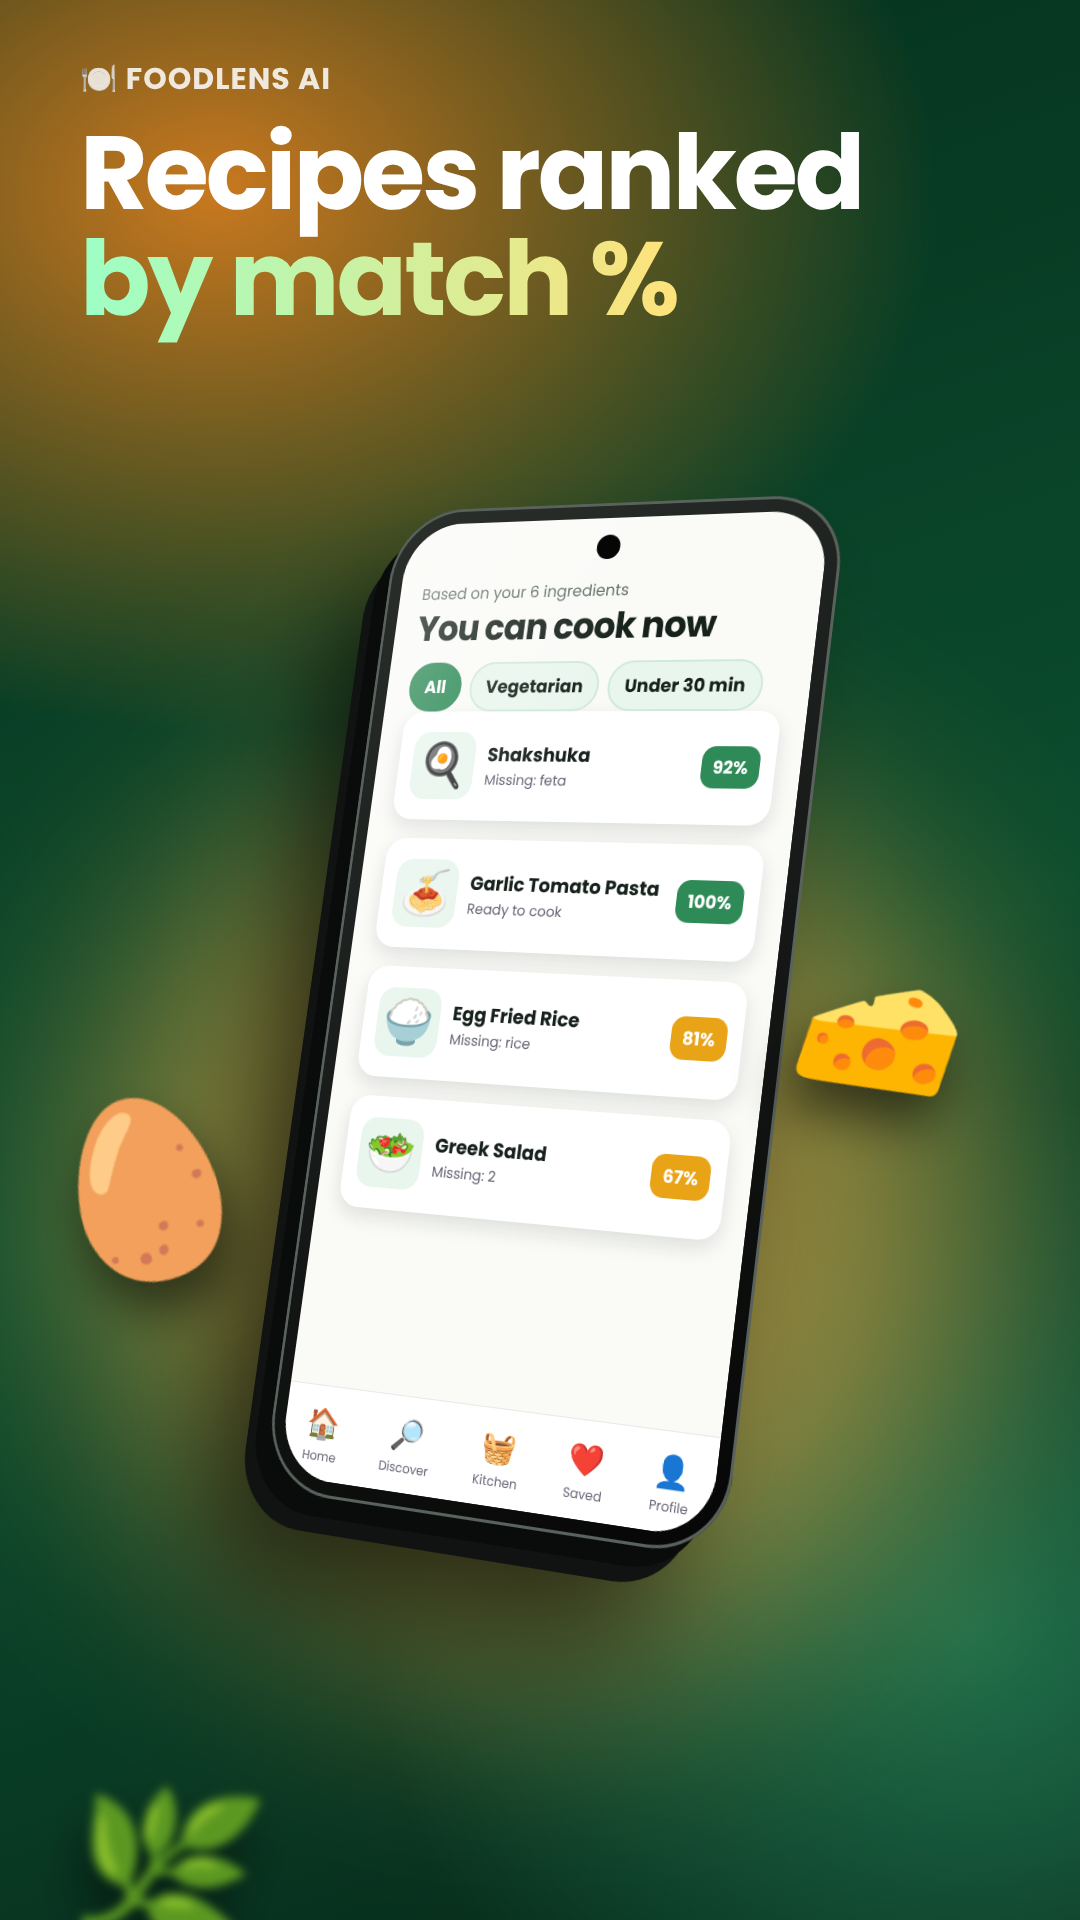 FOODLENS AI
Recipes ranked
by match %
Based on your 6 ingredients
You can cook now
All
Vegetarian
Under 30 min
Shakshuka
Missing: feta
92%
Garlic Tomato Pasta
Ready to cook
100%
Egg Fried Rice
Missing: rice
81%
Greek Salad
Missing: 2
67%
Home
Discover
Kitchen
Saved
Profile